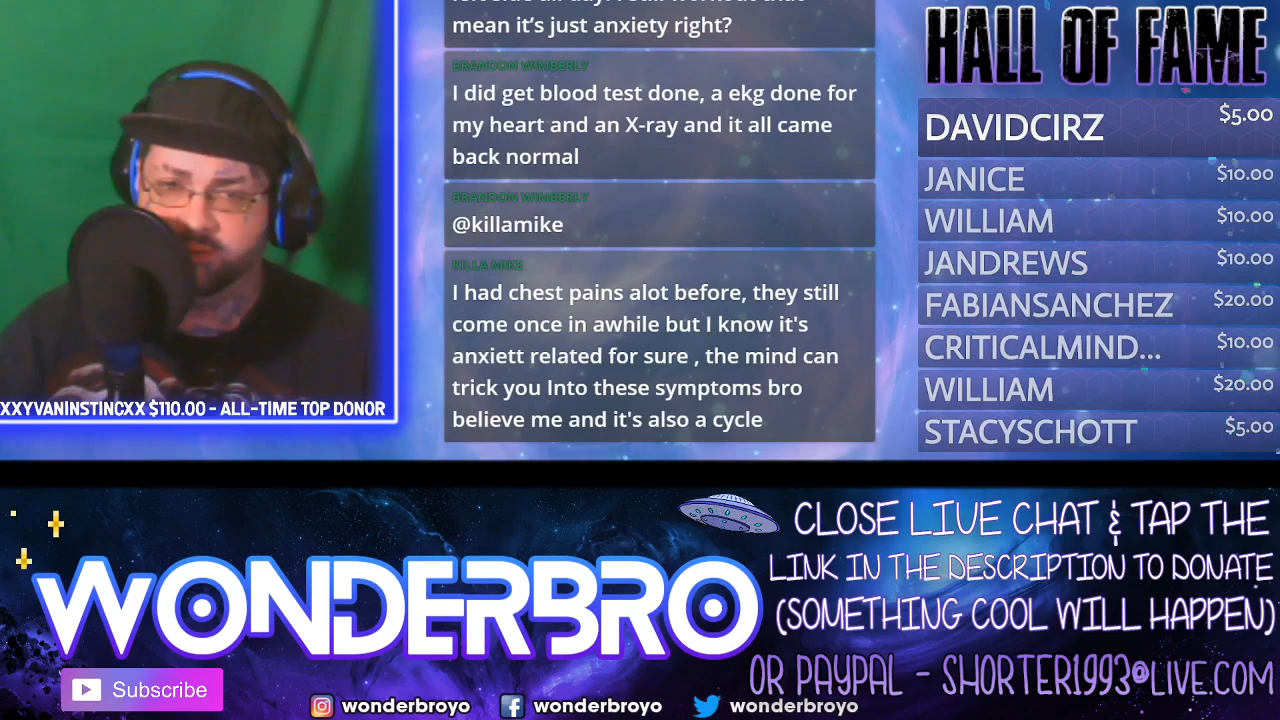 mean it’s just anxiety right?
BRANDON WIMBERLY
I did get blood test done, a ekg done for
my heart and an X-ray and it all came
back normal
BRANDON WIMBERLY
@killamike
KILLA MIKE
I had chest pains alot before, they still
come once in awhile but I know it's
anxiett related for sure , the mind can
trick you Into these symptoms bro
believe me and it's also a cycle
HALL OF FAME
DAVIDCIRZ $5.00
JANICE $10.00
WILLIAM $10.00
JANDREWS $10.00
FABIANSANCHEZ $20.00
CRITICALMIND... $10.00
WILLIAM $20.00
STACYSCHOTT $5.00
XXYVANINSTINCXX $110.00 - ALL-TIME TOP DONOR
WONDERBRO
CLOSE LIVE CHAT & TAP THE
LINK IN THE DESCRIPTION TO DONATE
(SOMETHING COOL WILL HAPPEN)
OR PAYPAL - SHORTER1993@LIVE.COM
Subscribe
wonderbroyo wonderbroyo wonderbroyo